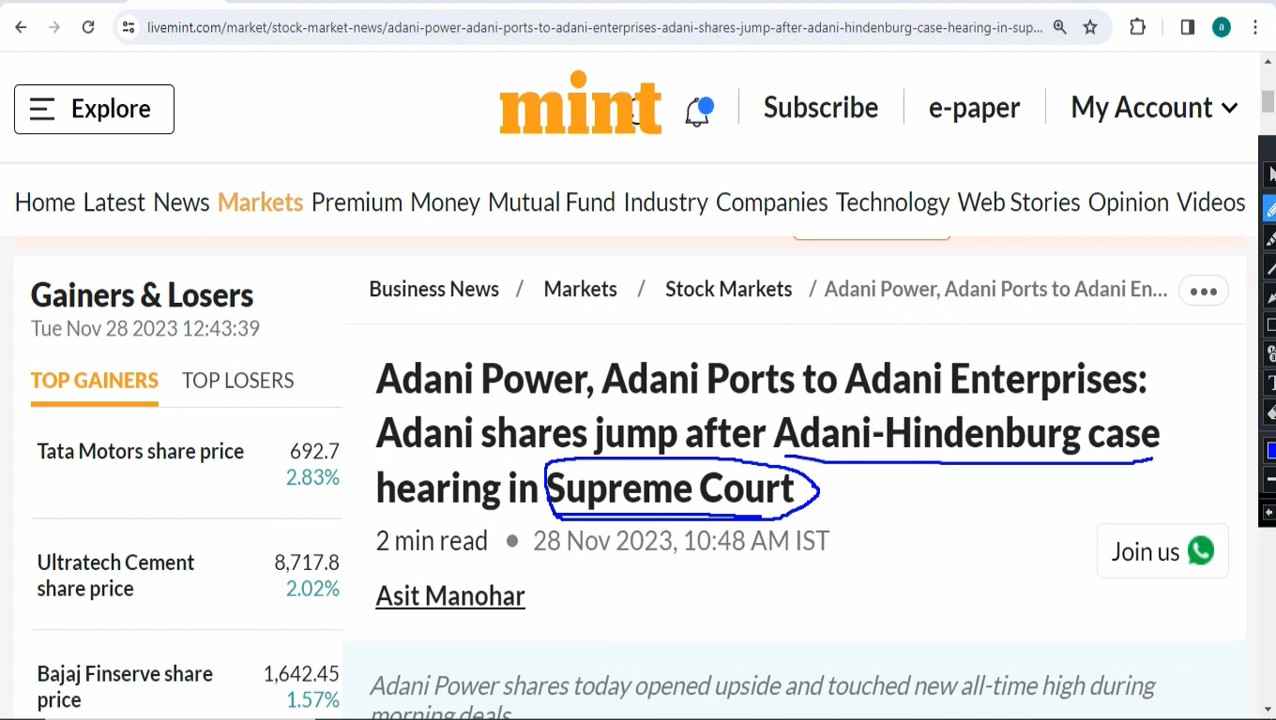 livemint.com/market/stock-market-news/adani-power-adani-ports-to-adani-enterprises-adani-shares-jump-after-adani-hindenburg-case-hearing-in-sup...
a
Explore
mint
Subscribe
e-paper
My Account
Home Latest News Markets Premium Money Mutual Fund Industry Companies Technology Web Stories Opinion Videos
Gainers & Losers
Tue Nov 28 2023 12:43:39
TOP GAINERS TOP LOSERS
Tata Motors share price 692.7
2.83%
Ultratech Cement share price 8,717.8
2.02%
Bajaj Finserve share price 1,642.45
1.57%
Business News / Markets / Stock Markets / Adani Power, Adani Ports to Adani En...
Adani Power, Adani Ports to Adani Enterprises:
Adani shares jump after Adani-Hindenburg case
hearing in Supreme Court
2 min read • 28 Nov 2023, 10:48 AM IST
Asit Manohar
Join us
Adani Power shares today opened upside and touched new all-time high during
morning deals